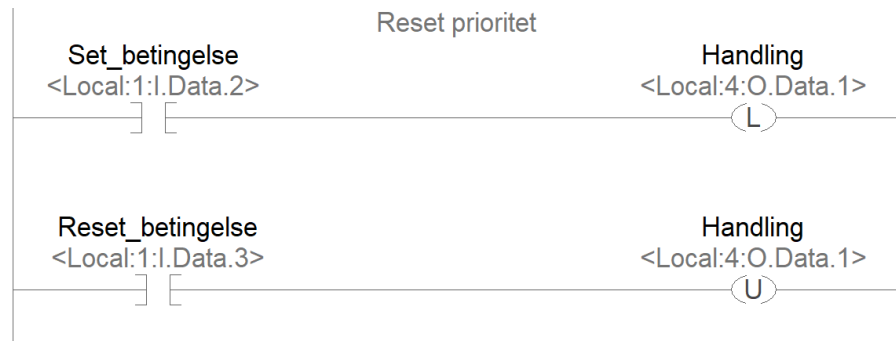 Reset prioritet
Set_betingelse
Handling
<Local:1:I.Data.2>
<Local:4:O.Data.1>
L
Reset_betingelse
Handling
<Local:1:I.Data.3>
<Local:4:O.Data.1>
U